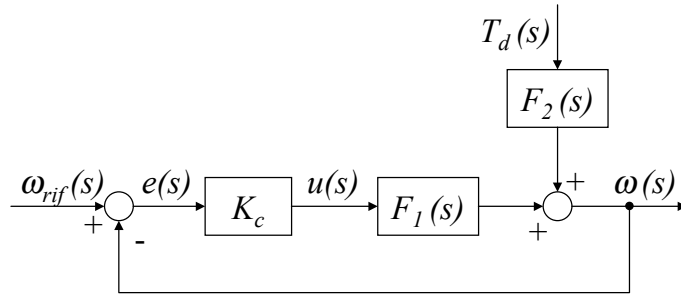 T_d(s)
F_2(s)
+
ω_rif(s)
e(s)
K_c
u(s)
F_1(s)
ω(s)
+
-
+